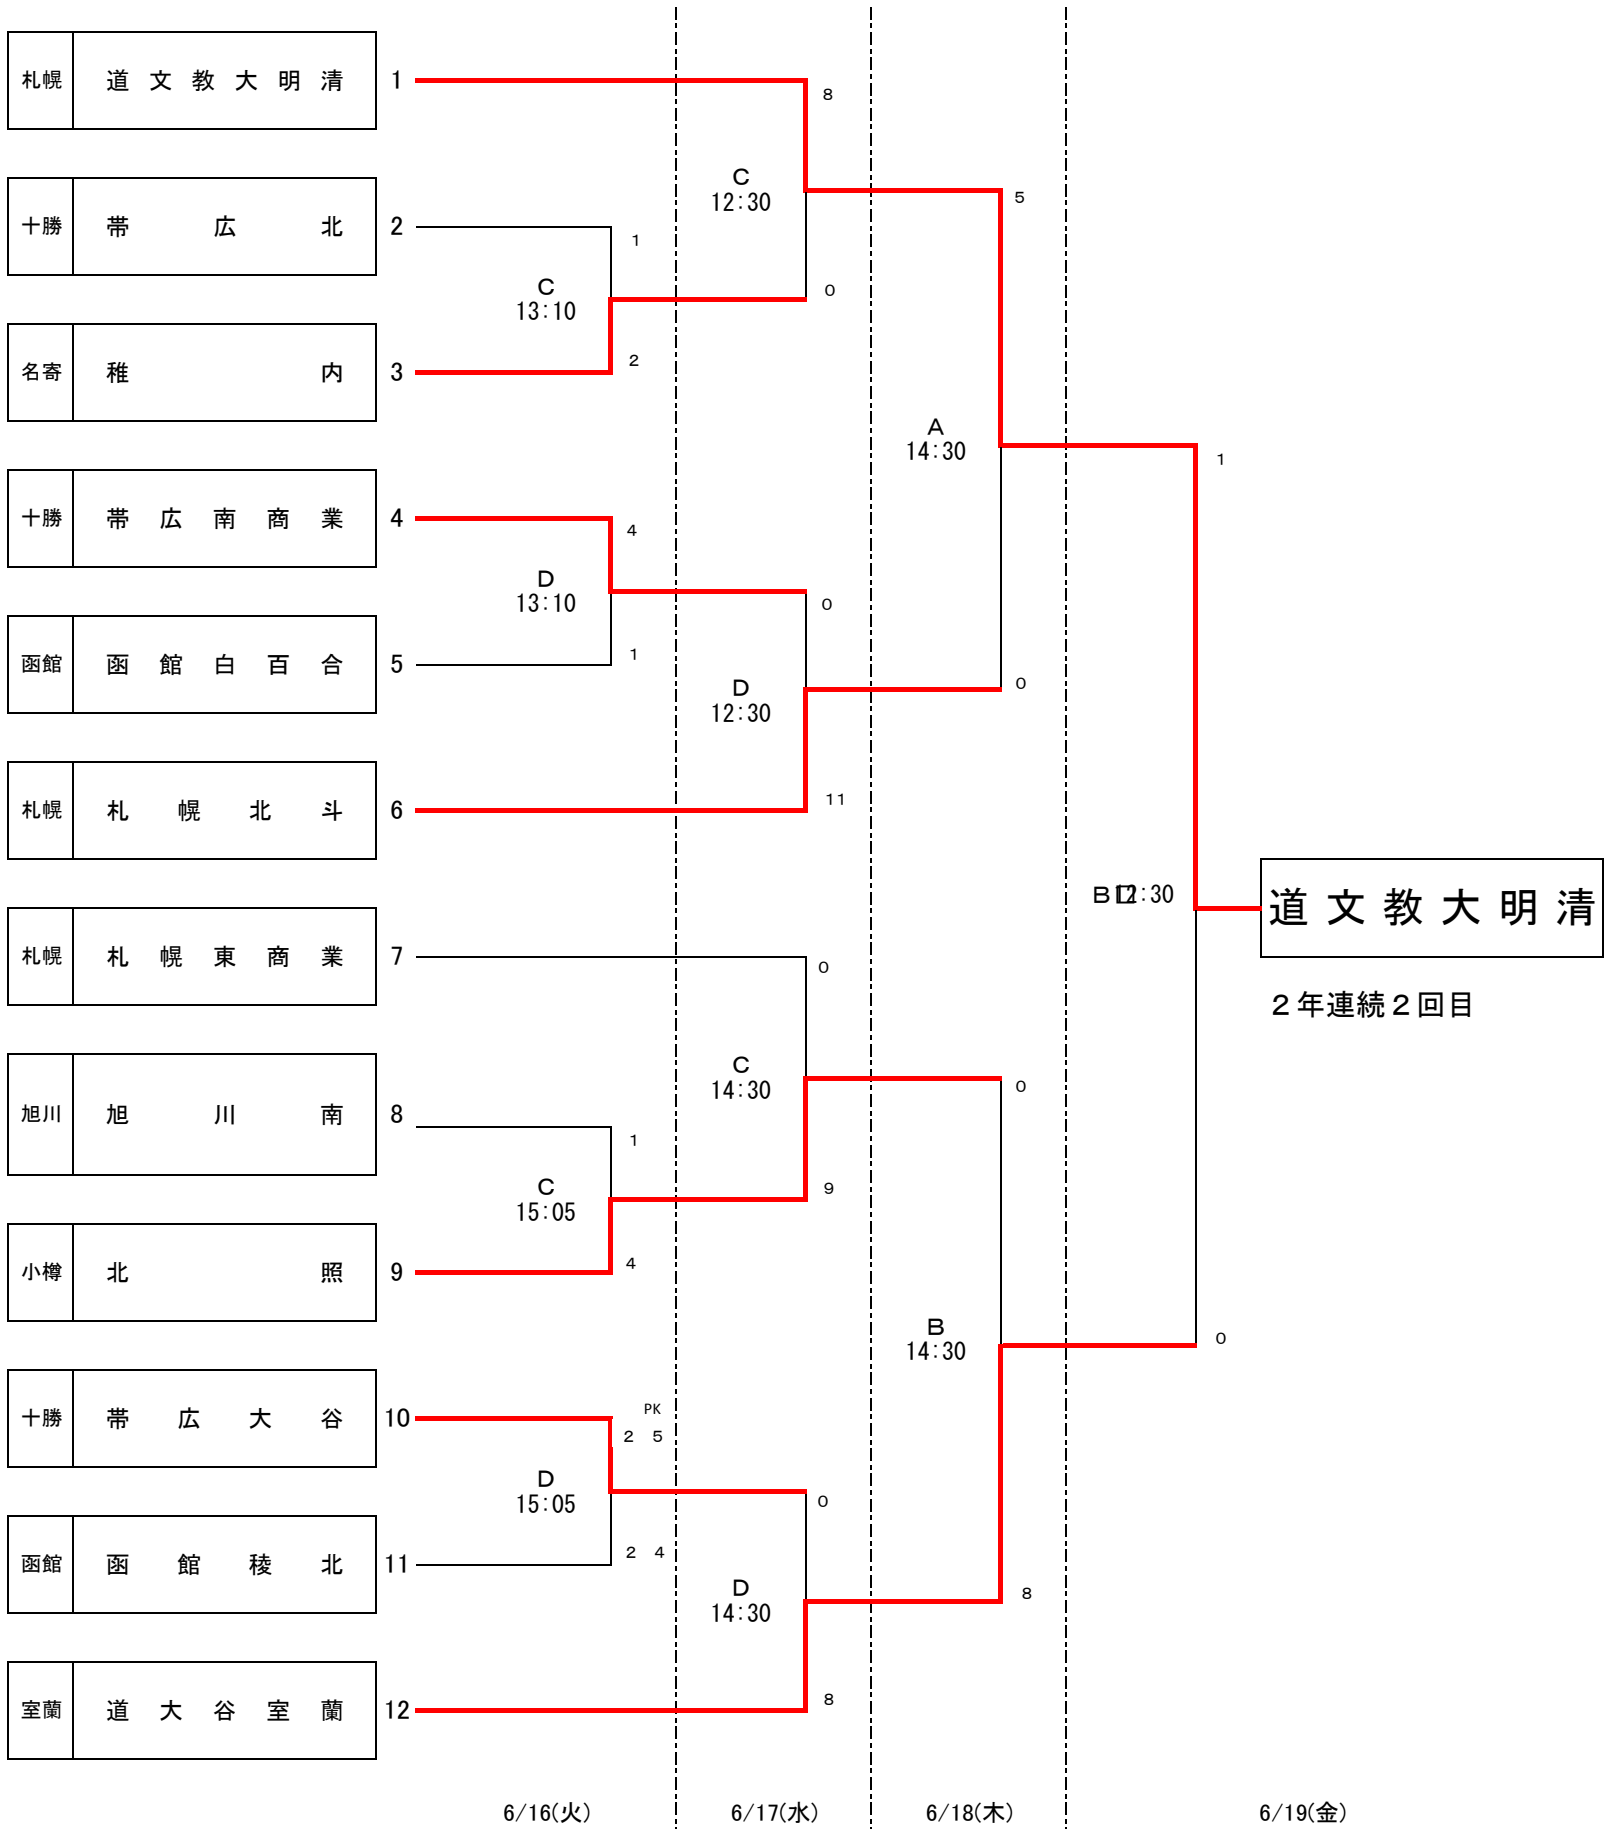 札幌 道文教大明清 1
8
C
12:30
5
十勝 帯広北 2
1
C
13:10
0
名寄 稚内 3
2
A
14:30
1
十勝 帯広南商業 4
4
D
13:10
0
函館 函館白百合 5
1
D
12:30
0
札幌 札幌北斗 6
11
12:30
道文教大明清
札幌 札幌東商業 7
0
2年連続2回目
C
14:30
0
旭川 旭川南 8
1
C
15:05
9
小樽 北照 9
4
B
14:30
0
十勝 帯広大谷 10
PK
2 5
D
15:05
0
函館 函館稜北 11
2 4
D
14:30
8
室蘭 道大谷室蘭 12
8
6/16(火) 6/17(水) 6/18(木) 6/19(金)